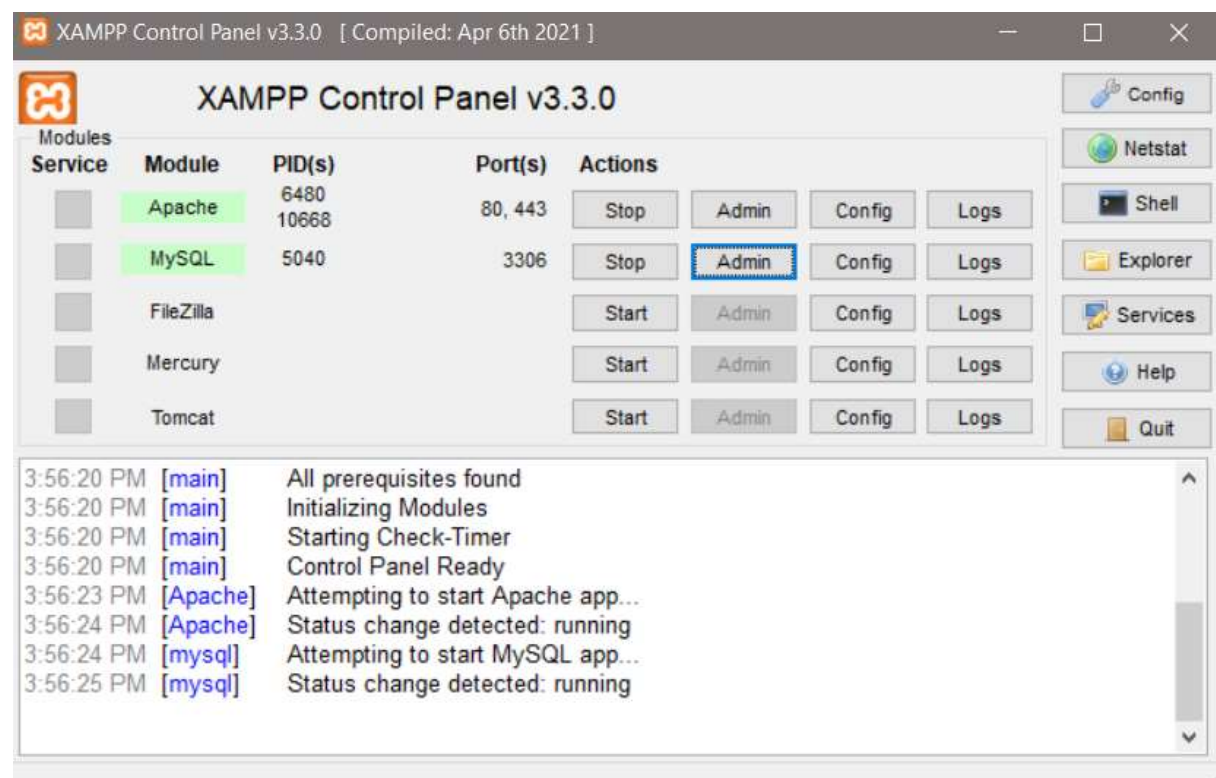 XAMPP Control Panel v3.3.0 [ Compiled: Apr 6th 2021 ]
XAMPP Control Panel v3.3.0
Config
Modules
Service Module PID(s) Port(s) Actions
Netstat
Apache 6480 10668 80, 443 Stop Admin Config Logs
Shell
MySQL 5040 3306 Stop Admin Config Logs
Explorer
FileZilla Start Admin Config Logs
Services
Mercury Start Admin Config Logs
Help
Tomcat Start Admin Config Logs
Quit
3:56:20 PM [main] All prerequisites found
3:56:20 PM [main] Initializing Modules
3:56:20 PM [main] Starting Check-Timer
3:56:20 PM [main] Control Panel Ready
3:56:23 PM [Apache] Attempting to start Apache app...
3:56:24 PM [Apache] Status change detected: running
3:56:24 PM [mysql] Attempting to start MySQL app...
3:56:25 PM [mysql] Status change detected: running